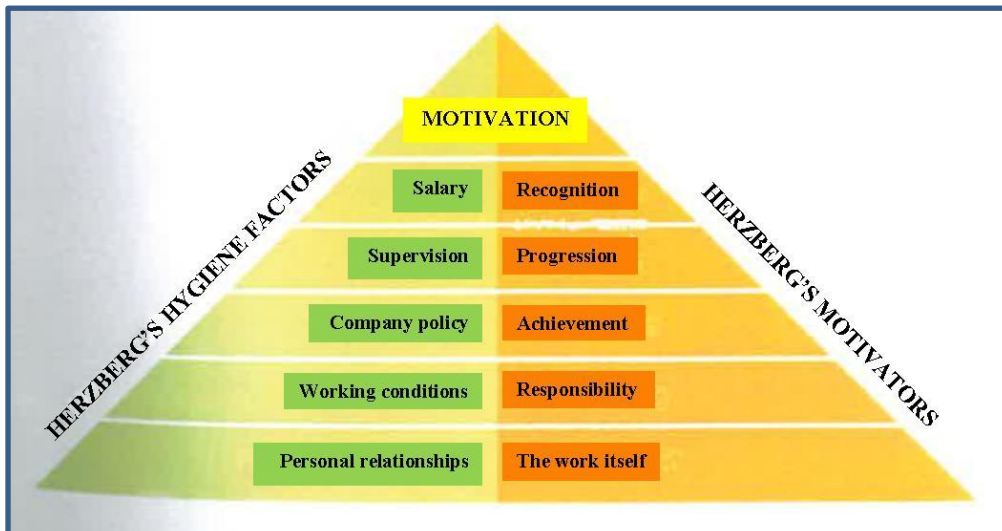 MOTIVATION
HERZBERG'S HYGIENE FACTORS
HERZBERG'S MOTIVATORS
Salary
Recognition
Supervision
Progression
Company policy
Achievement
Working conditions
Responsibility
Personal relationships
The work itself